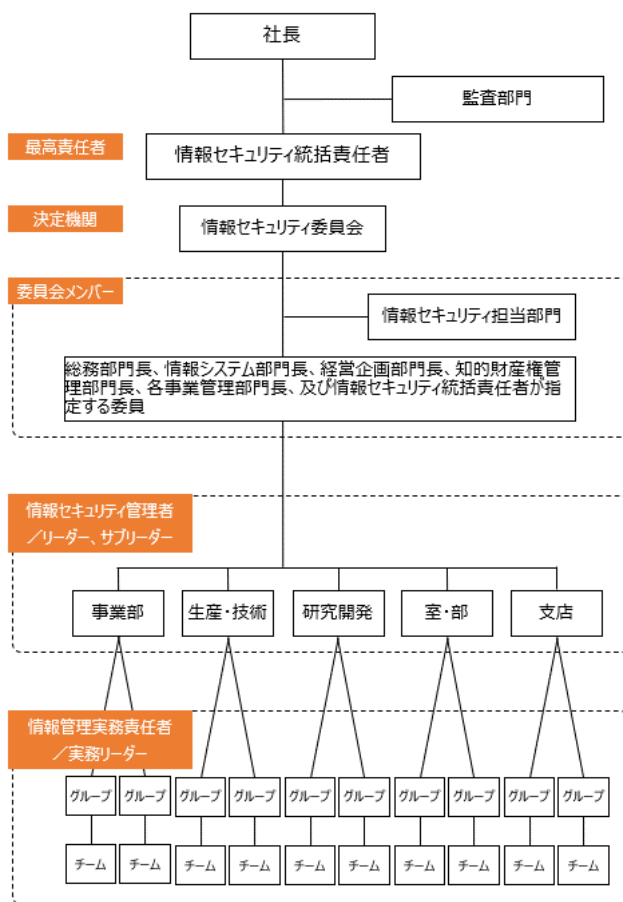 社長
監査部門
最高責任者
情報セキュリティ統括責任者
決定機関
情報セキュリティ委員会
委員会メンバー
情報セキュリティ担当部門
総務部門長、情報システム部門長、経営企画部門長、知的財産権管
理部門長、各事業管理部門長、及び情報セキュリティ統括責任者が指
定する委員
情報セキュリティ管理者
／リーダー、サブリーダー
事業部
生産・技術
研究開発
室・部
支店
情報管理実務責任者
／実務リーダー
グループ
グループ
グループ
グループ
グループ
グループ
グループ
グループ
グループ
グループ
チーム
チーム
チーム
チーム
チーム
チーム
チーム
チーム
チーム
チーム